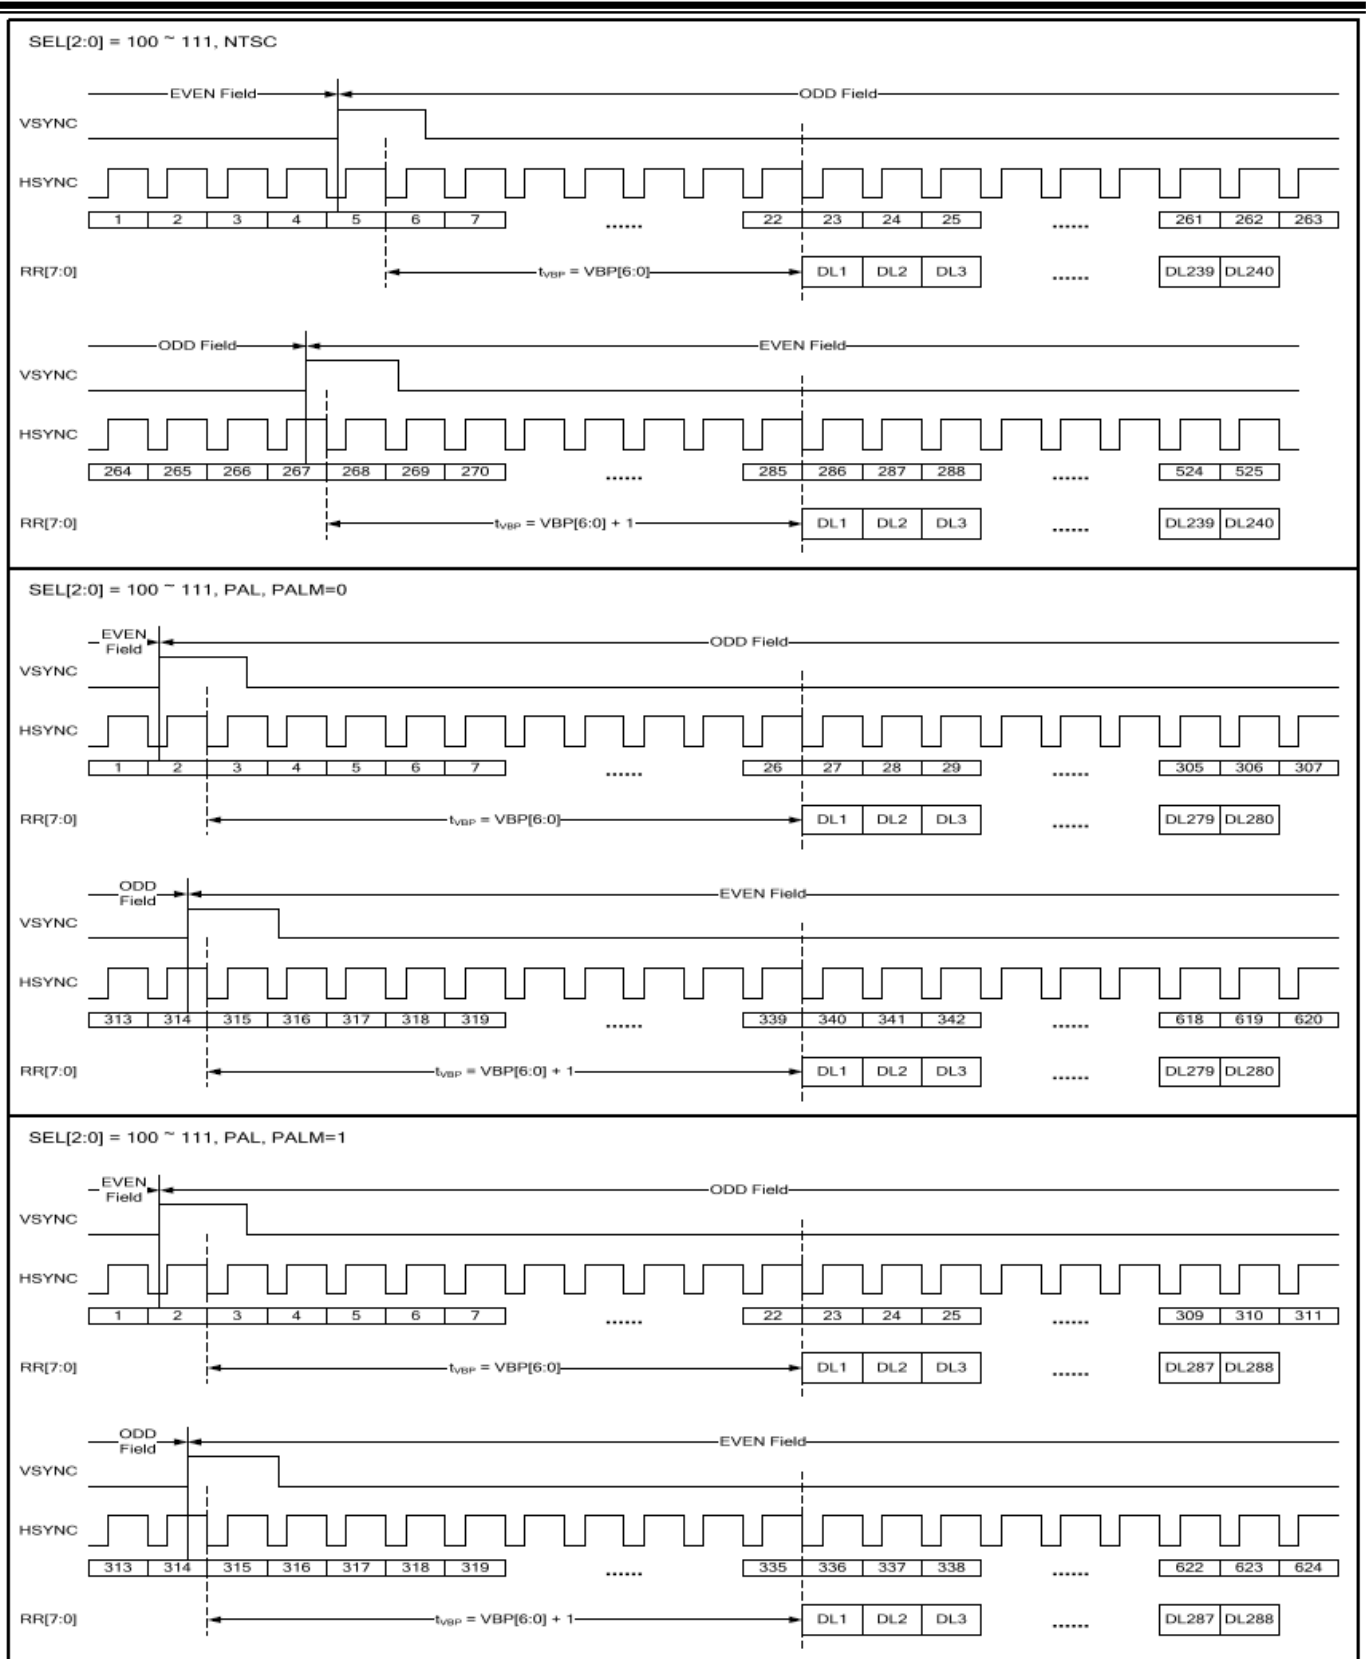 SEL[2:0] = 100 ~ 111, NTSC
EVEN Field ODD Field
VSYNC
HSYNC
1 2 3 4 5 6 7 ...... 22 23 24 25 ...... 261 262 263
RR[7:0] tVBP = VBP[6:0] DL1 DL2 DL3 ...... DL239 DL240
ODD Field EVEN Field
VSYNC
HSYNC
264 265 266 267 268 269 270 ...... 285 286 287 288 ...... 524 525
RR[7:0] tVBP = VBP[6:0] + 1 DL1 DL2 DL3 ...... DL239 DL240
SEL[2:0] = 100 ~ 111, PAL, PALM=0
EVEN Field ODD Field
VSYNC
HSYNC
1 2 3 4 5 6 7 ...... 26 27 28 29 ...... 305 306 307
RR[7:0] tVBP = VBP[6:0] DL1 DL2 DL3 ...... DL279 DL280
ODD Field EVEN Field
VSYNC
HSYNC
313 314 315 316 317 318 319 ...... 339 340 341 342 ...... 618 619 620
RR[7:0] tVBP = VBP[6:0] + 1 DL1 DL2 DL3 ...... DL279 DL280
SEL[2:0] = 100 ~ 111, PAL, PALM=1
EVEN Field ODD Field
VSYNC
HSYNC
1 2 3 4 5 6 7 ...... 22 23 24 25 ...... 309 310 311
RR[7:0] tVBP = VBP[6:0] DL1 DL2 DL3 ...... DL287 DL288
ODD Field EVEN Field
VSYNC
HSYNC
313 314 315 316 317 318 319 ...... 335 336 337 338 ...... 622 623 624
RR[7:0] tVBP = VBP[6:0] + 1 DL1 DL2 DL3 ...... DL287 DL288